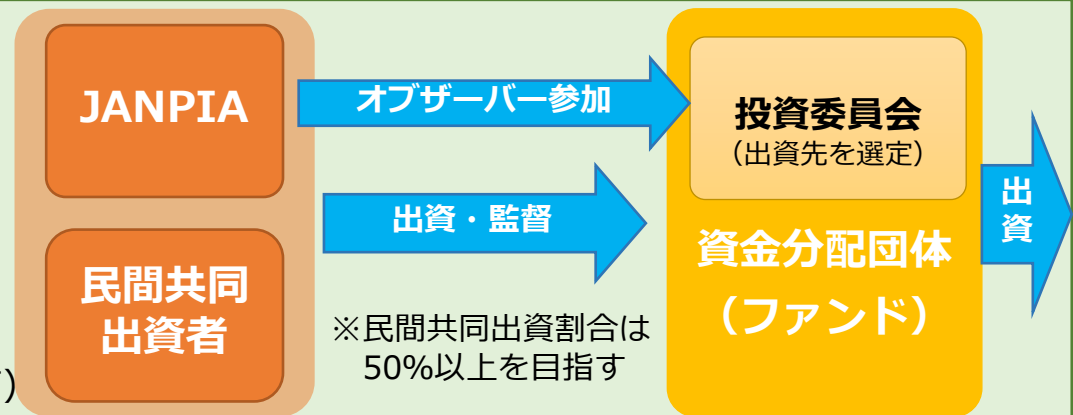 JANPIA
民間共同
出資者
オブザーバー参加
出資・監督
※民間共同出資割合は
50%以上を目指す
投資委員会
（出資先を選定）
資金分配団体
（ファンド）
出
資
)